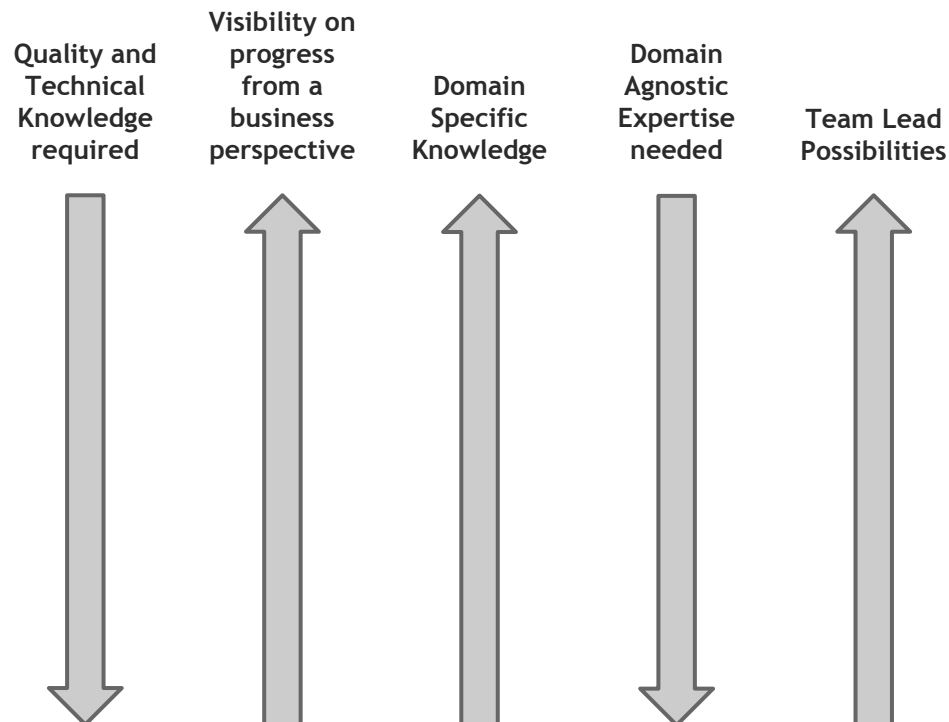 Quality and
Technical
Knowledge
required
Visibility on
progress
from a
business
perspective
Domain
Specific
Knowledge
Domain
Agnostic
Expertise
needed
Team Lead
Possibilities